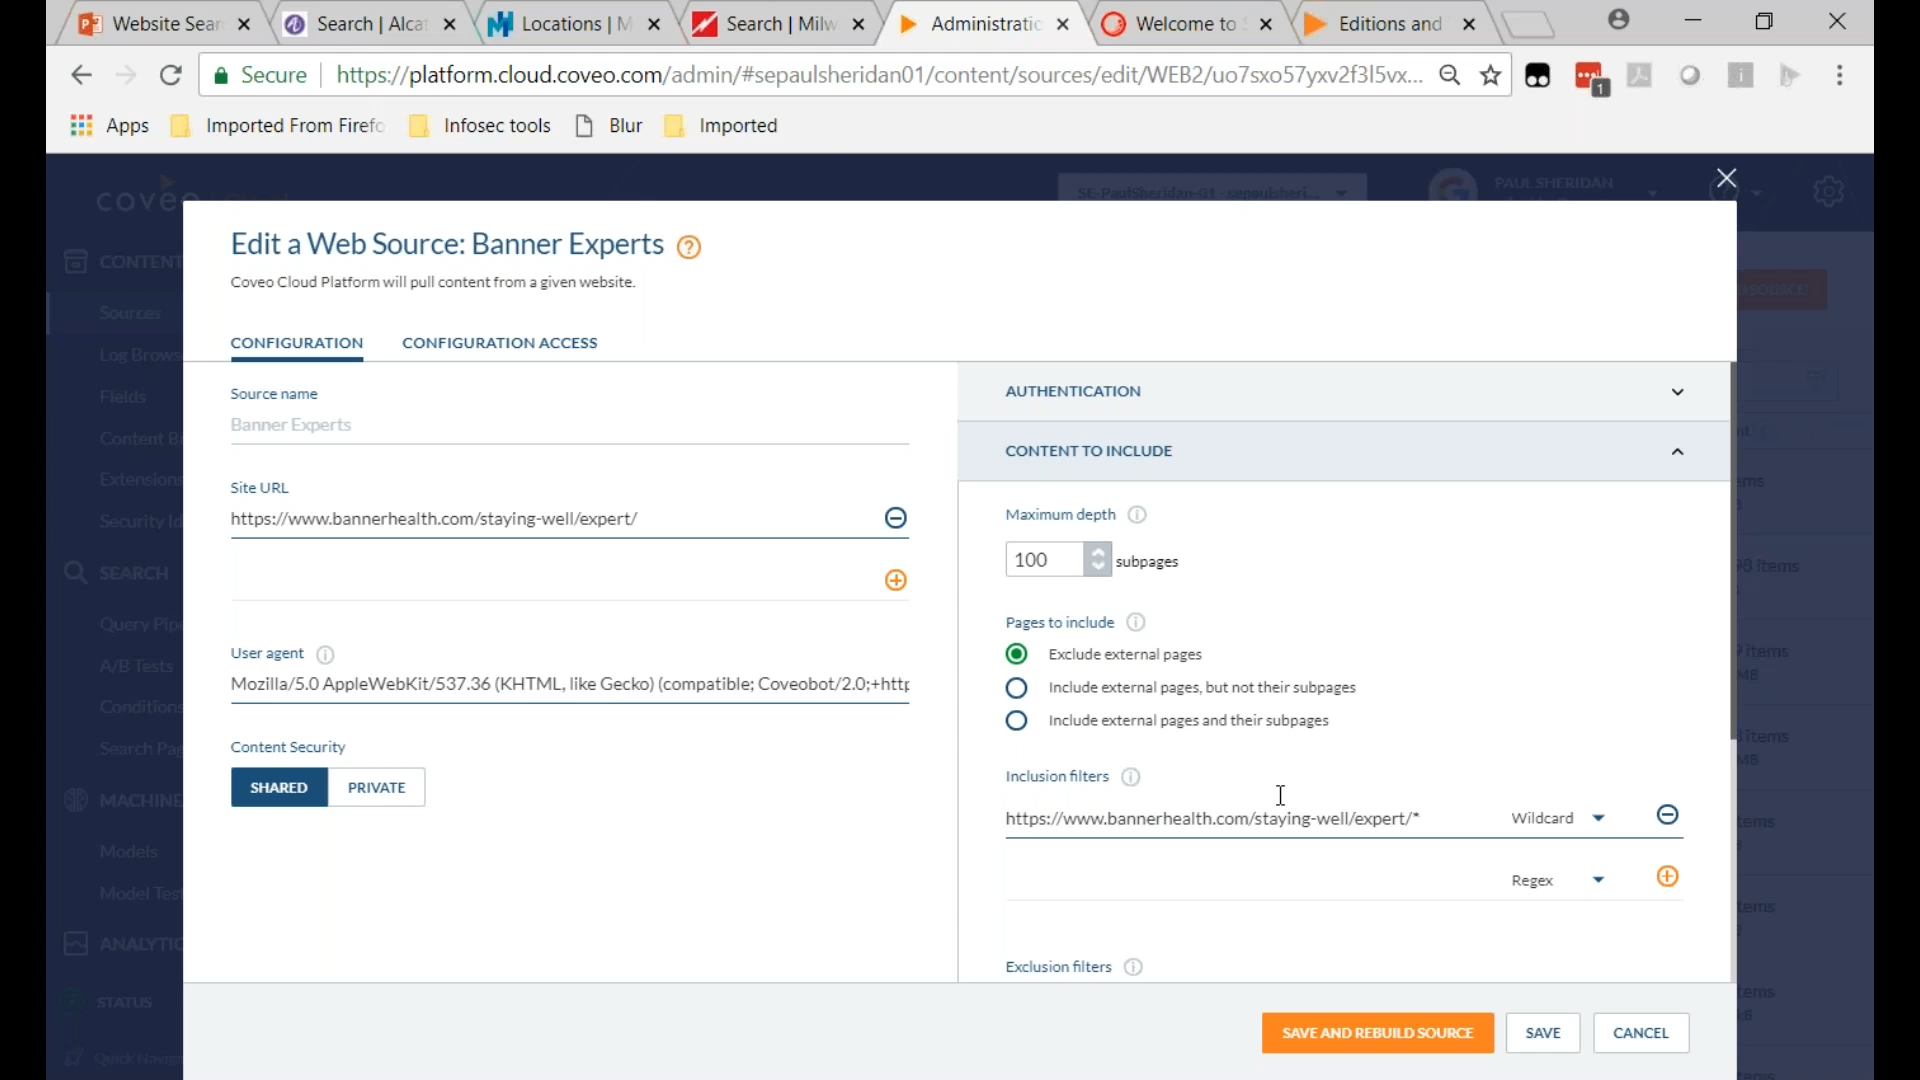 Website Sear
Search | Alcat
Locations | M
Search | Milw
Administratio
Welcome to S
Editions and
Secure
https://platform.cloud.coveo.com/admin/#sepaulsheridan01/content/sources/edit/WEB2/uo7sxo57yxv2f3l5vx...
1
Apps
Imported From Firefo
Infosec tools
Blur
Imported
SE-PaulSheridan-01 - sepaulsheri...
PAUL SHERIDAN
Edit a Web Source: Banner Experts
Coveo Cloud Platform will pull content from a given website.
CONFIGURATION
CONFIGURATION ACCESS
Source name
Banner Experts
Site URL
https://www.bannerhealth.com/staying-well/expert/
User agent
Mozilla/5.0 AppleWebKit/537.36 (KHTML, like Gecko) (compatible; Coveobot/2.0;+http
Content Security
SHARED
PRIVATE
AUTHENTICATION
CONTENT TO INCLUDE
Maximum depth
100
subpages
Pages to include
Exclude external pages
Include external pages, but not their subpages
Include external pages and their subpages
Inclusion filters
https://www.bannerhealth.com/staying-well/expert/*
Wildcard
Regex
Exclusion filters
SAVE AND REBUILD SOURCE
SAVE
CANCEL
CONTENT
Sources
Log Brows
Fields
Content B
Extensions
Security Id
SEARCH
Query Pip
A/B Tests
Conditions
Search Pag
MACHINE
Models
Model Test
ANALYTIC
STATUS
Quick Naviga